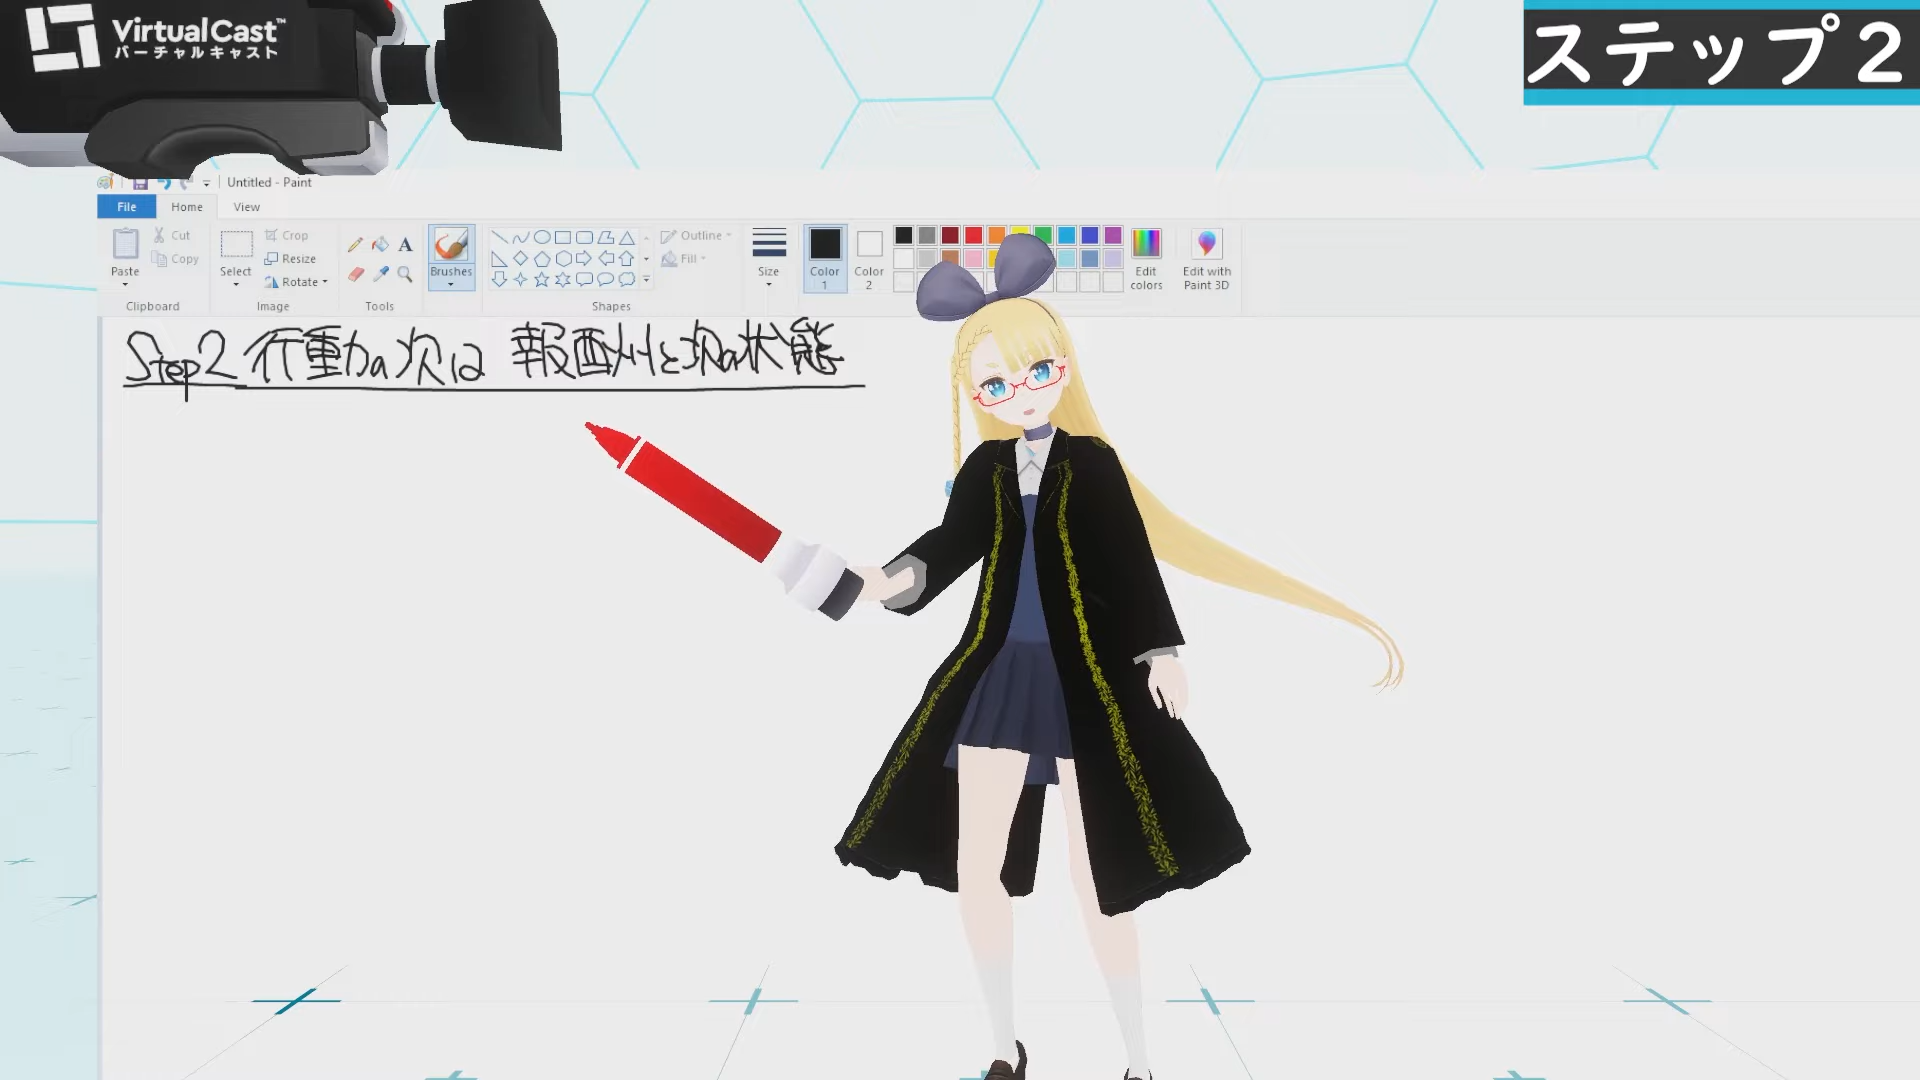 VirtualCast™
バーチャルキャスト
ステップ2
Untitled - Paint
File
Home
View
Paste
Cut
Copy
Clipboard
Select
Crop
Resize
Rotate
Image
A
Tools
Brushes
Outline
Fill
Shapes
Size
Color 1
Color 2
Edit colors
Edit with Paint 3D
Step2 行動の次は 報酬と次の状態